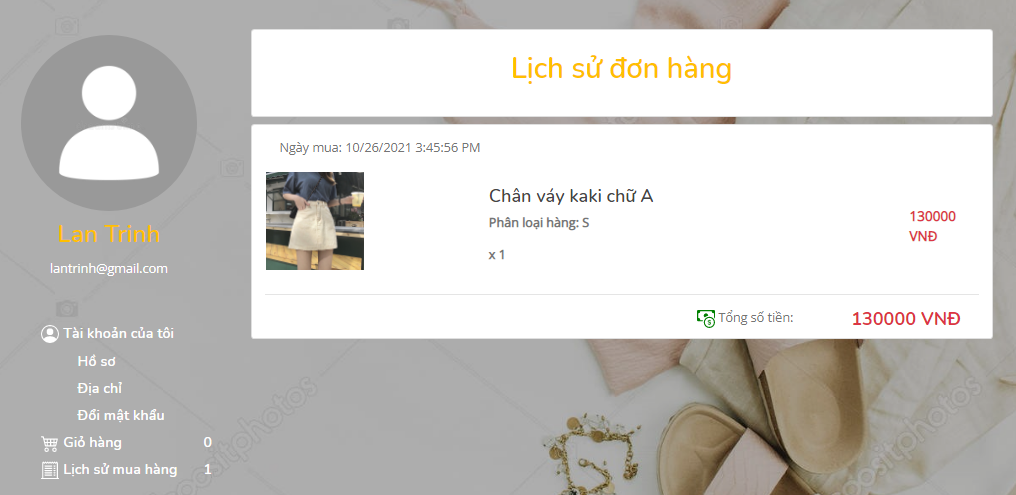 Lịch sử đơn hàng
Lan Trinh
lantrinh@gmail.com
Tài khoản của tôi
Hồ sơ
Địa chỉ
Đổi mật khẩu
Giỏ hàng 0
Lịch sử mua hàng 1
Ngày mua: 10/26/2021 3:45:56 PM
Chân váy kaki chữ A
Phân loại hàng: S
x 1
130000
VNĐ
Tổng số tiền: 130000 VNĐ
depositphotos